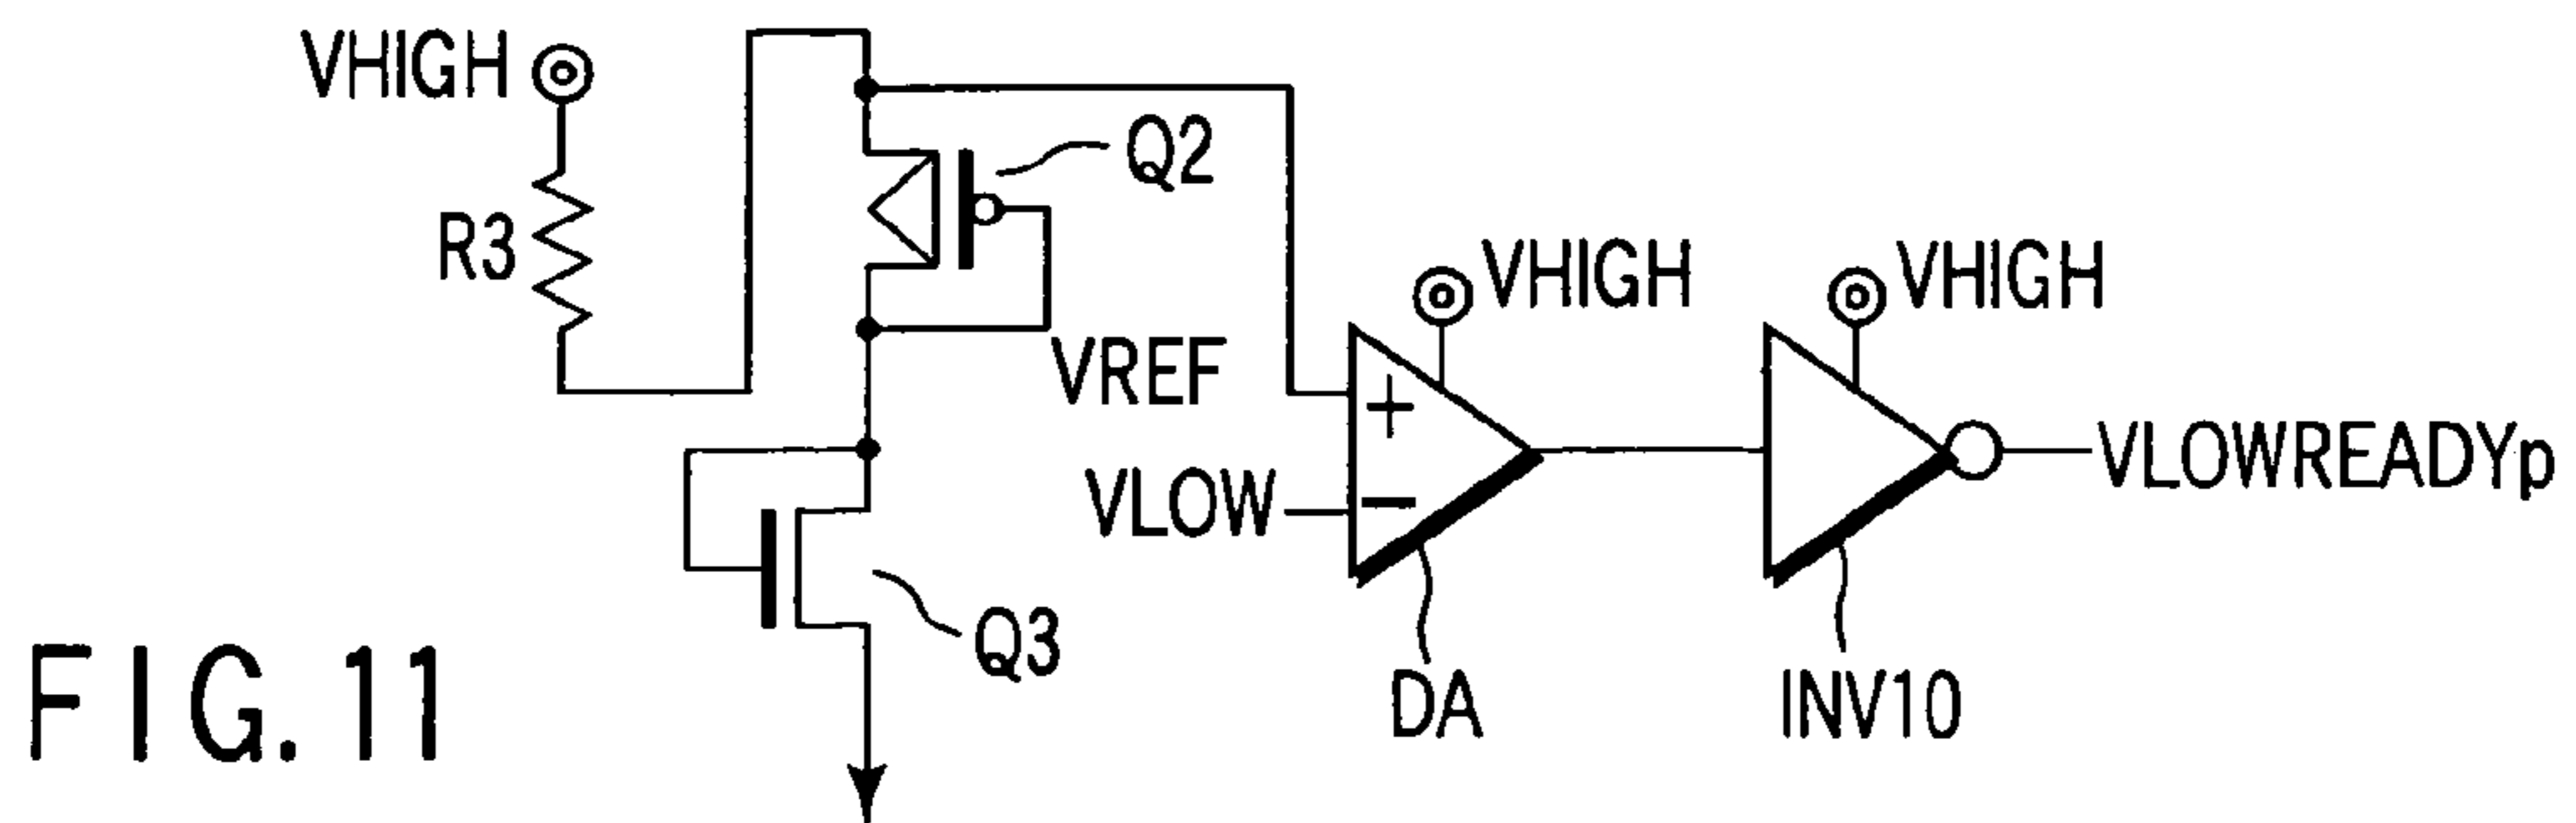 VHIGH
R3
Q2
VREF
Q3
VLOW
+
−
VHIGH
DA
VHIGH
INV10
VLOWREADYp
FIG.11